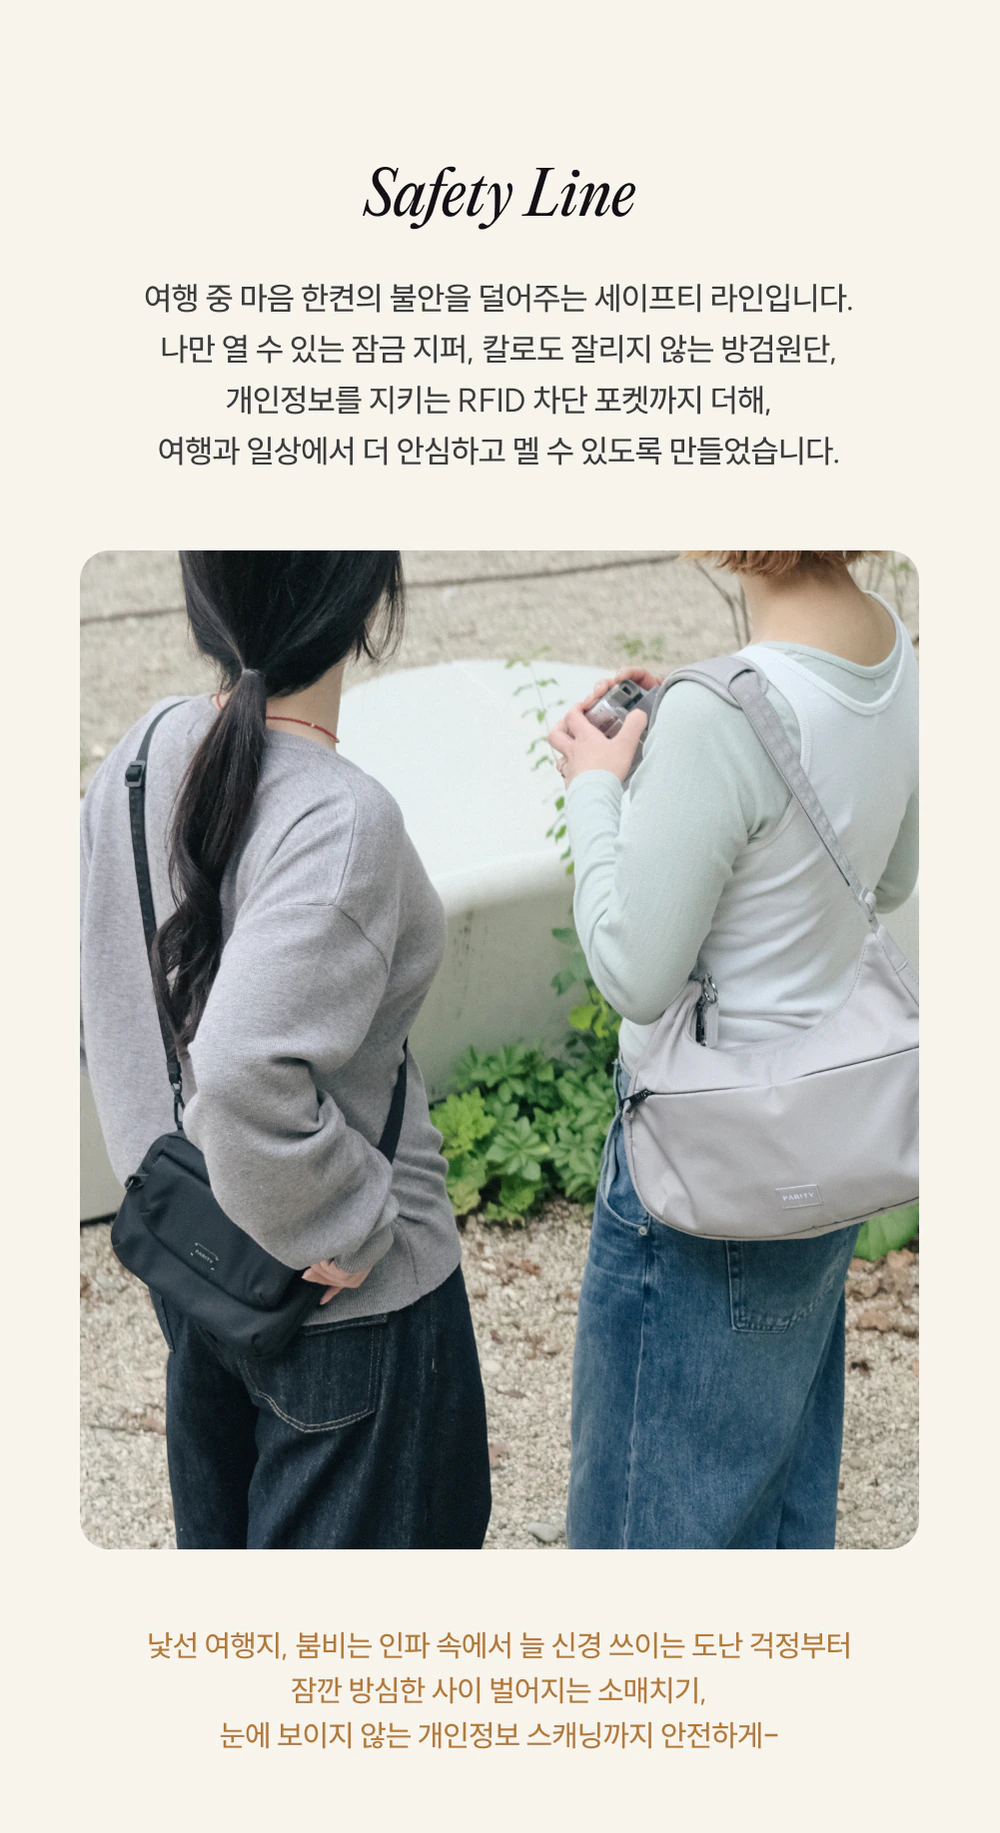 Safety Line
여행 중 마음 한켠의 불안을 덜어주는 세이프티 라인입니다.
나만 열 수 있는 잠금 지퍼, 칼로도 잘리지 않는 방검원단,
개인정보를 지키는 RFID 차단 포켓까지 더해,
여행과 일상에서 더 안심하고 멜 수 있도록 만들었습니다.
PARITY
PARITY
낯선 여행지, 붐비는 인파 속에서 늘 신경 쓰이는 도난 걱정부터
잠깐 방심한 사이 벌어지는 소매치기,
눈에 보이지 않는 개인정보 스캐닝까지 안전하게–